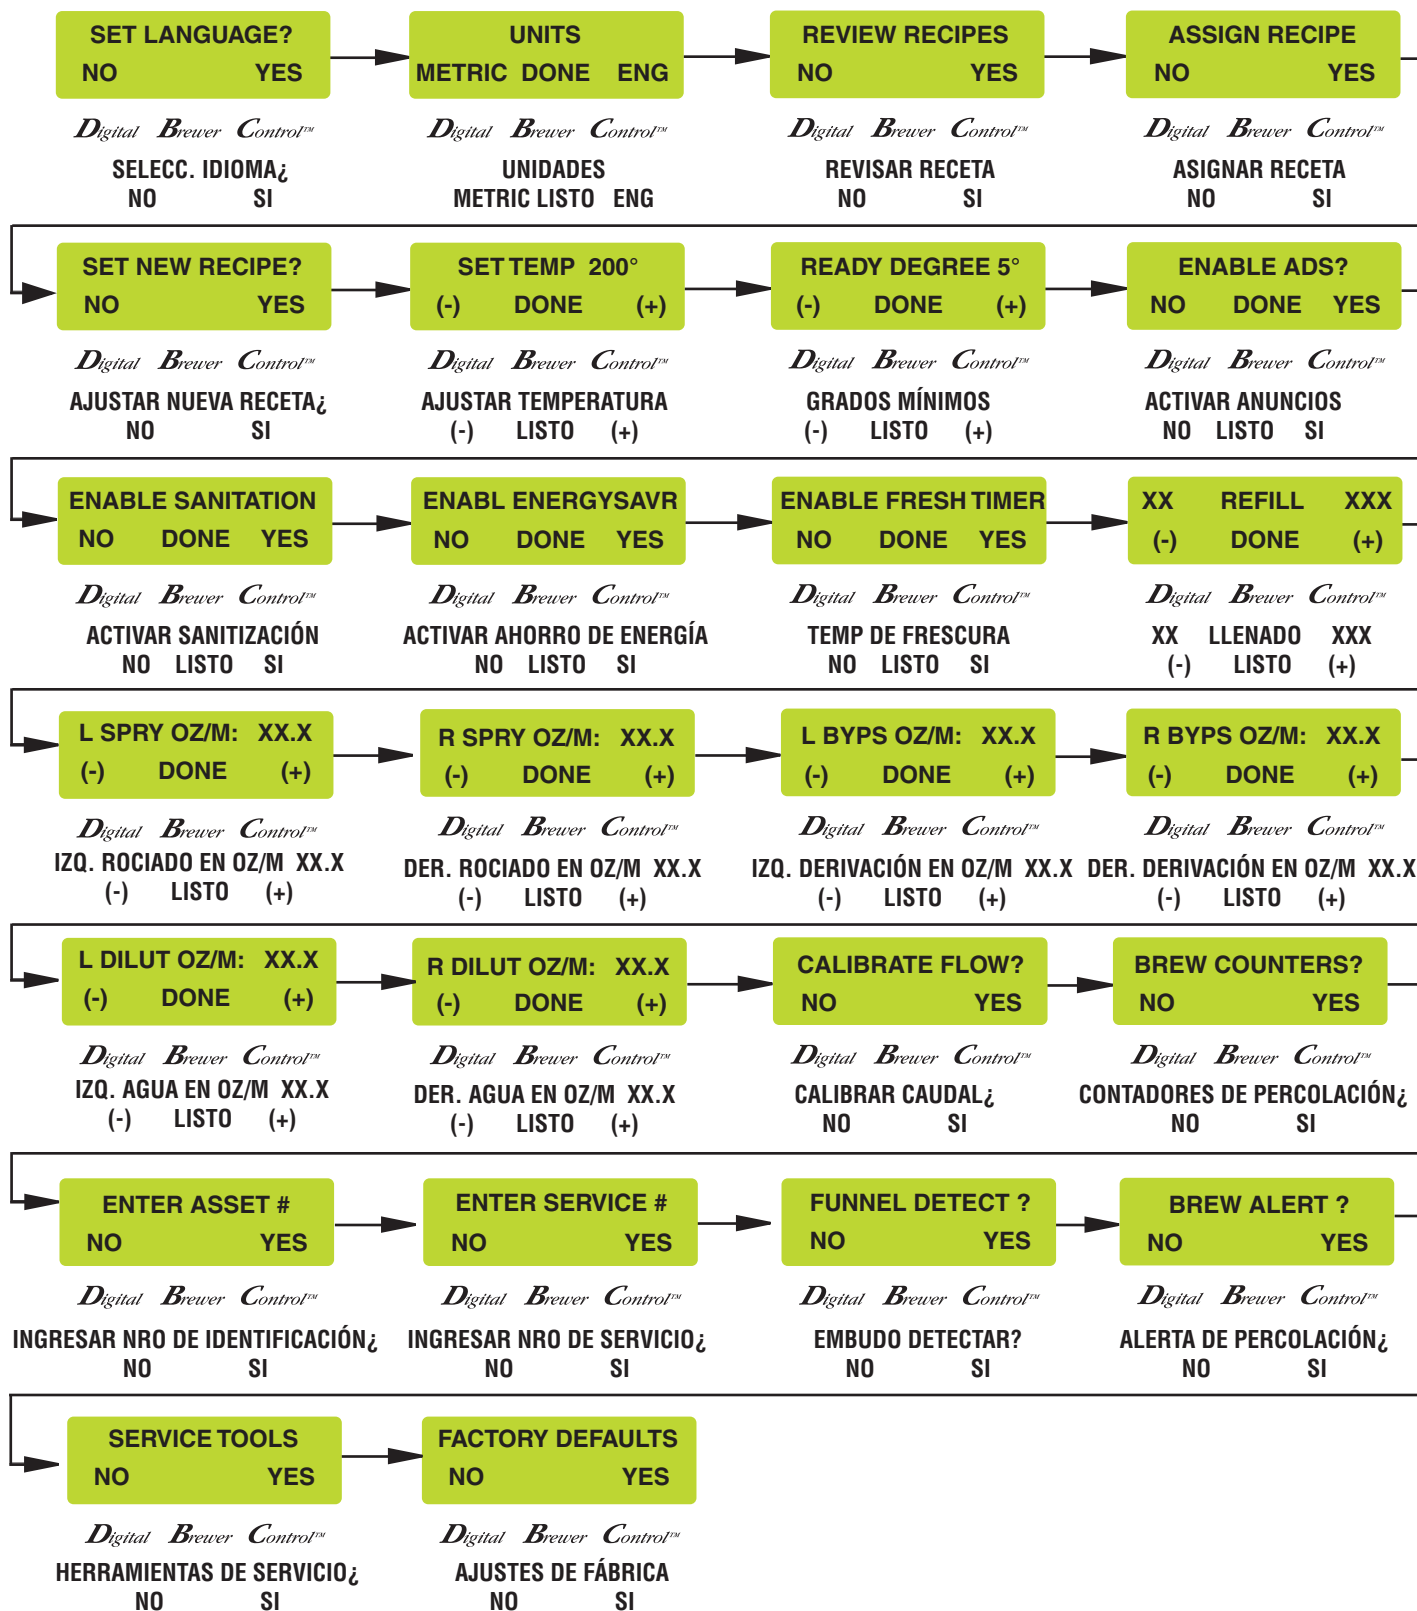 SET LANGUAGE?
NO YES
Digital Brewer Control™
SELECC. IDIOMA¿
NO SI
UNITS
METRIC DONE ENG
Digital Brewer Control™
UNIDADES
METRIC LISTO ENG
REVIEW RECIPES
NO YES
Digital Brewer Control™
REVISAR RECETA
NO SI
ASSIGN RECIPE
NO YES
Digital Brewer Control™
ASIGNAR RECETA
NO SI
SET NEW RECIPE?
NO YES
Digital Brewer Control™
AJUSTAR NUEVA RECETA¿
NO SI
SET TEMP 200°
(-) DONE (+)
Digital Brewer Control™
AJUSTAR TEMPERATURA
(-) LISTO (+)
READY DEGREE 5°
(-) DONE (+)
Digital Brewer Control™
GRADOS MÍNIMOS
(-) LISTO (+)
ENABLE ADS?
NO DONE YES
Digital Brewer Control™
ACTIVAR ANUNCIOS
NO LISTO SI
ENABLE SANITATION
NO DONE YES
Digital Brewer Control™
ACTIVAR SANITIZACIÓN
NO LISTO SI
ENABL ENERGYSAVR
NO DONE YES
Digital Brewer Control™
ACTIVAR AHORRO DE ENERGÍA
NO LISTO SI
ENABLE FRESH TIMER
NO DONE YES
Digital Brewer Control™
TEMP DE FRESCURA
NO LISTO SI
XX REFILL XXX
(-) DONE (+)
Digital Brewer Control™
XX LLENADO XXX
(-) LISTO (+)
L SPRY OZ/M: XX.X
(-) DONE (+)
Digital Brewer Control™
IZQ. ROCIADO EN OZ/M XX.X
(-) LISTO (+)
R SPRY OZ/M: XX.X
(-) DONE (+)
Digital Brewer Control™
DER. ROCIADO EN OZ/M XX.X
(-) LISTO (+)
L BYPS OZ/M: XX.X
(-) DONE (+)
Digital Brewer Control™
IZQ. DERIVACIÓN EN OZ/M XX.X
(-) LISTO (+)
R BYPS OZ/M: XX.X
(-) DONE (+)
Digital Brewer Control™
DER. DERIVACIÓN EN OZ/M XX.X
(-) LISTO (+)
L DILUT OZ/M: XX.X
(-) DONE (+)
Digital Brewer Control™
IZQ. AGUA EN OZ/M XX.X
(-) LISTO (+)
R DILUT OZ/M: XX.X
(-) DONE (+)
Digital Brewer Control™
DER. AGUA EN OZ/M XX.X
(-) LISTO (+)
CALIBRATE FLOW?
NO YES
Digital Brewer Control™
CALIBRAR CAUDAL¿
NO SI
BREW COUNTERS?
NO YES
Digital Brewer Control™
CONTADORES DE PERCOLACIÓN¿
NO SI
ENTER ASSET #
NO YES
Digital Brewer Control™
INGRESAR NRO DE IDENTIFICACIÓN¿
NO SI
ENTER SERVICE #
NO YES
Digital Brewer Control™
INGRESAR NRO DE SERVICIO¿
NO SI
FUNNEL DETECT ?
NO YES
Digital Brewer Control™
EMBUDO DETECTAR?
NO SI
BREW ALERT ?
NO YES
Digital Brewer Control™
ALERTA DE PERCOLACIÓN¿
NO SI
SERVICE TOOLS
NO YES
Digital Brewer Control™
HERRAMIENTAS DE SERVICIO¿
NO SI
FACTORY DEFAULTS
NO YES
Digital Brewer Control™
AJUSTES DE FÁBRICA
NO SI